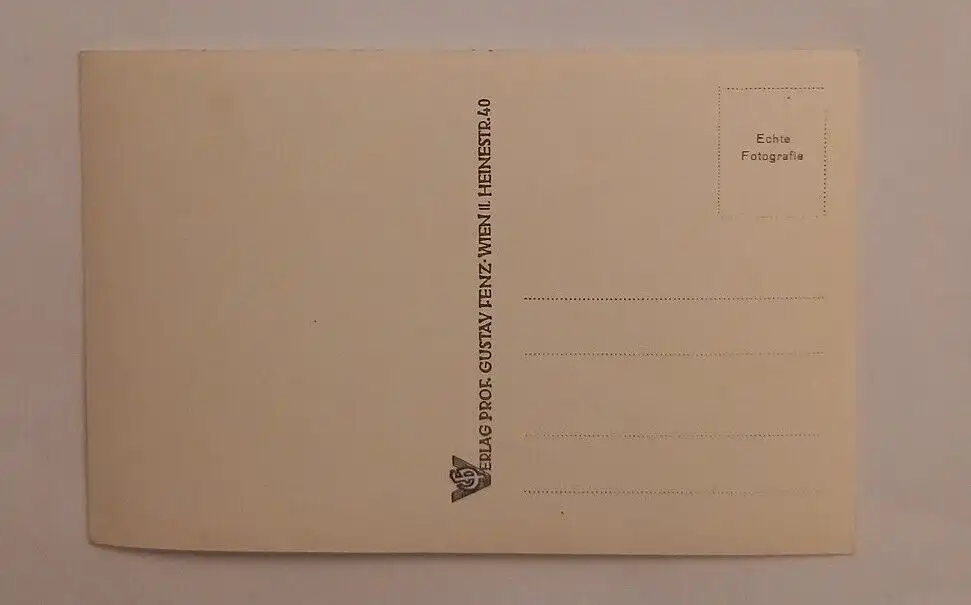 VERLAG PROF. GUSTAV FENZ·WIEN II. HEINESTR. 40
Echte
Fotografie